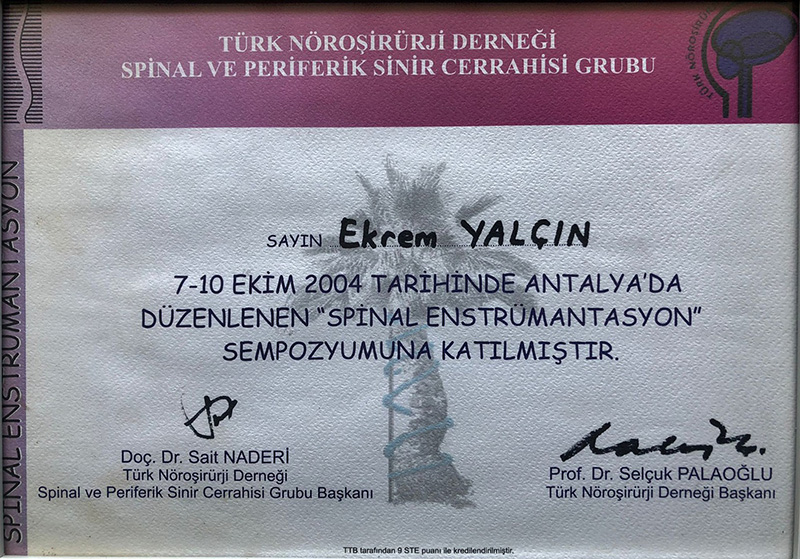 TÜRK NÖROŞİRÜRJİ DERNEĞİ
SPİNAL VE PERİFERİK SİNİR CERRAHİSİ GRUBU
TÜRK NÖROŞİRÜRJİ
SPİNAL ENSTRÜMANTASYON
SAYIN Ekrem YALÇIN
7-10 EKİM 2004 TARİHİNDE ANTALYA'DA
DÜZENLENEN "SPİNAL ENSTRÜMANTASYON"
SEMPOZYUMUNA KATILMIŞTIR.
Doç. Dr. Sait NADERİ
Türk Nöroşirürji Derneği
Spinal ve Periferik Sinir Cerrahisi Grubu Başkanı
Prof. Dr. Selçuk PALAOĞLU
Türk Nöroşirürji Derneği Başkanı
TTB tarafından 9 STE puanı ile kredilendirilmiştir.